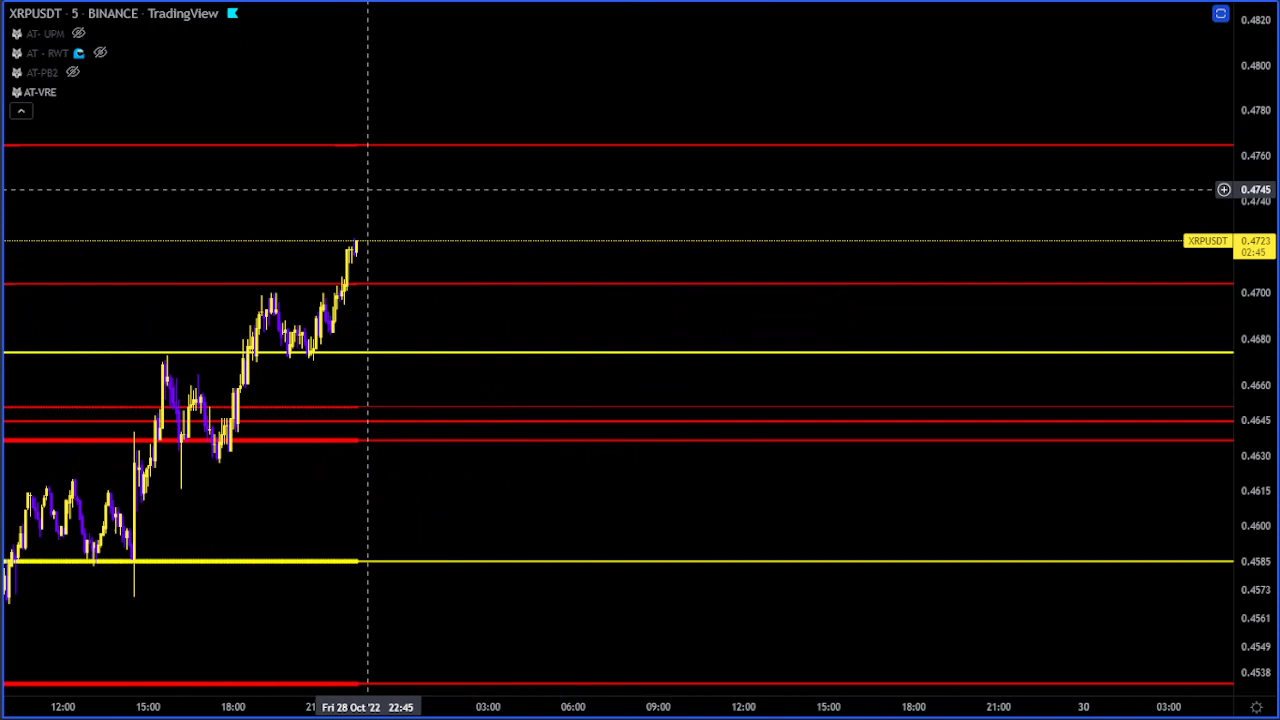 XRPUSDT · 5 · BINANCE · TradingView
AT- UPM
AT - RWT
AT-PB2
AT-VRE
0.4820
0.4800
0.4780
0.4760
0.4745
0.4740
XRPUSDT 0.4723
02:45
0.4700
0.4680
0.4660
0.4645
0.4630
0.4615
0.4600
0.4585
0.4573
0.4561
0.4549
0.4538
12:00 15:00 18:00 21 Fri 28 Oct '22 22:45 03:00 06:00 09:00 12:00 15:00 18:00 21:00 30 03:00